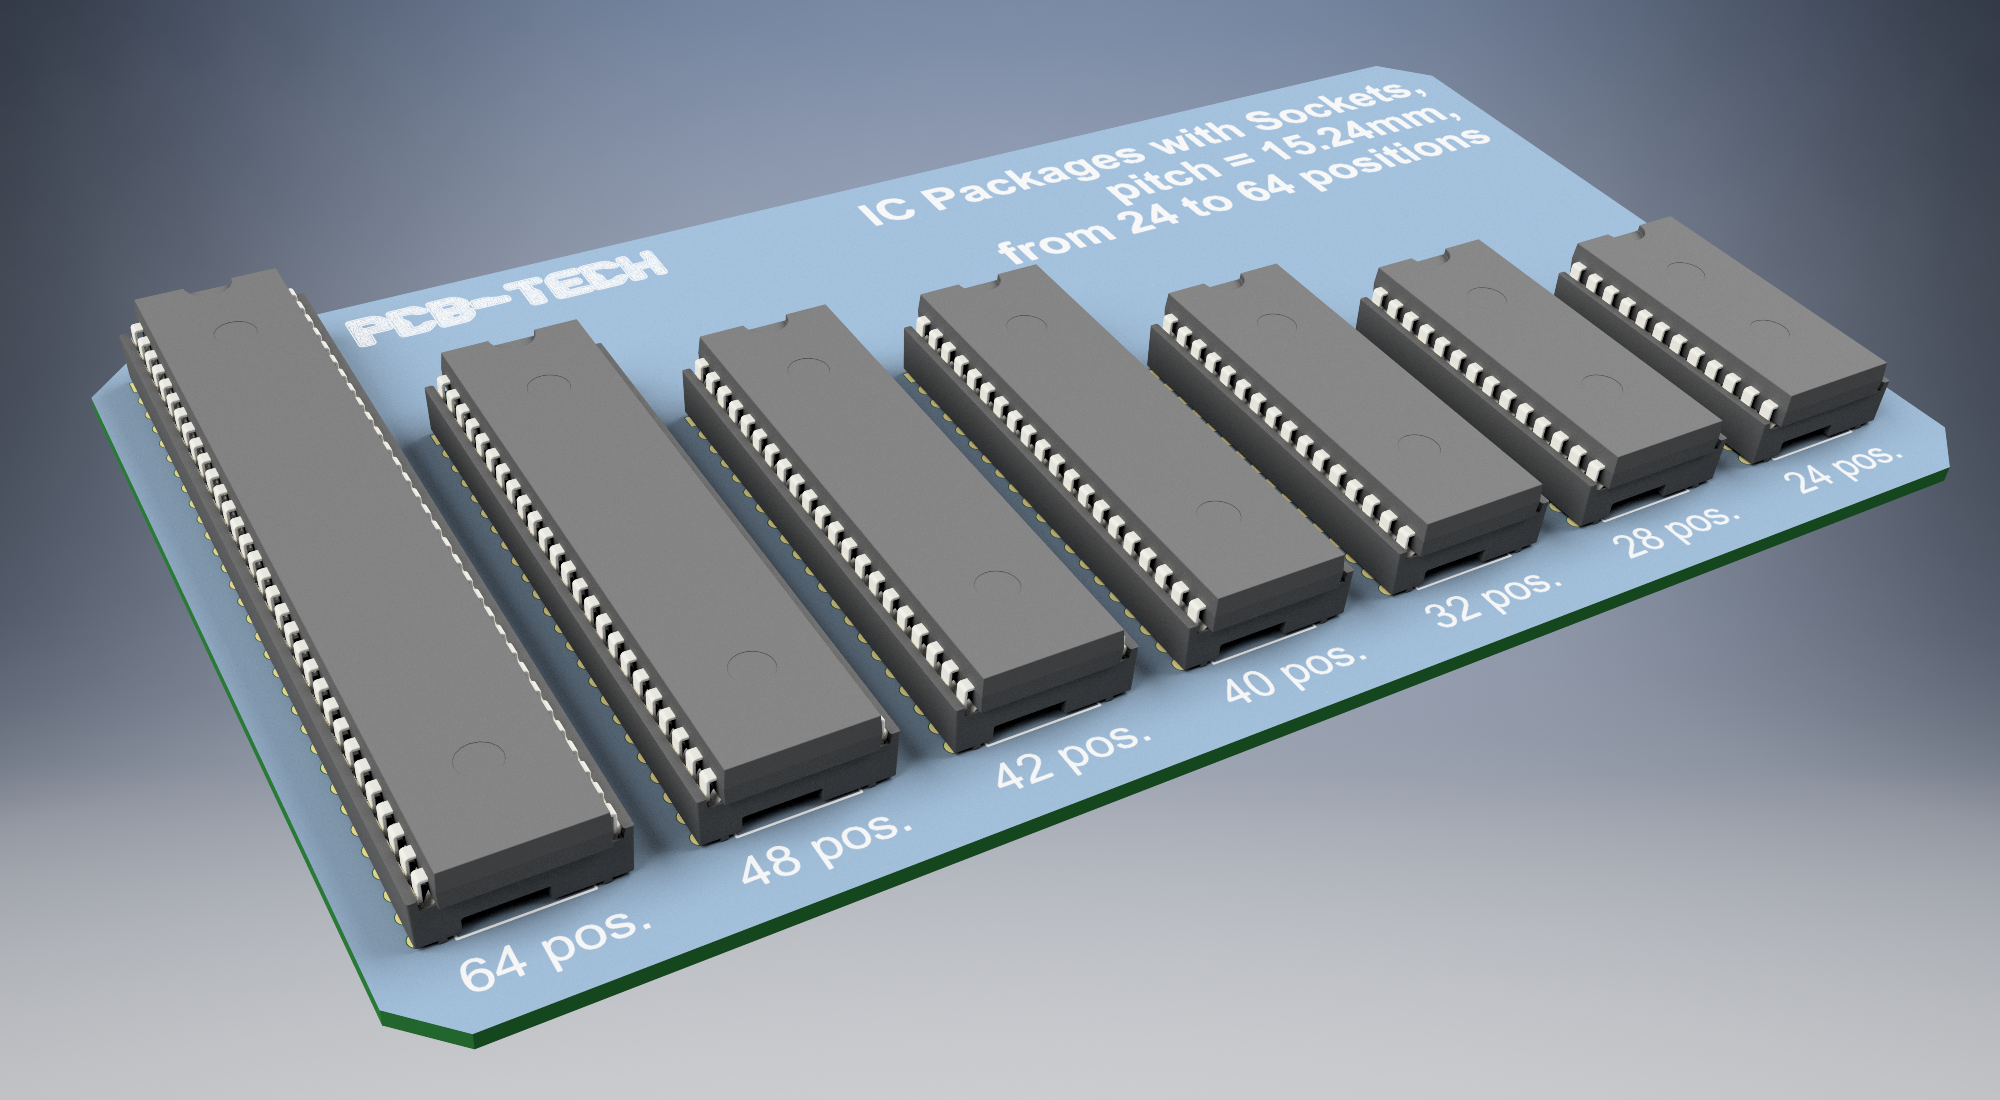 IC Packages with Sockets,
pitch = 15.24mm,
from 24 to 64 positions
PCB-TECH
64 pos.
48 pos.
42 pos.
40 pos.
32 pos.
28 pos.
24 pos.